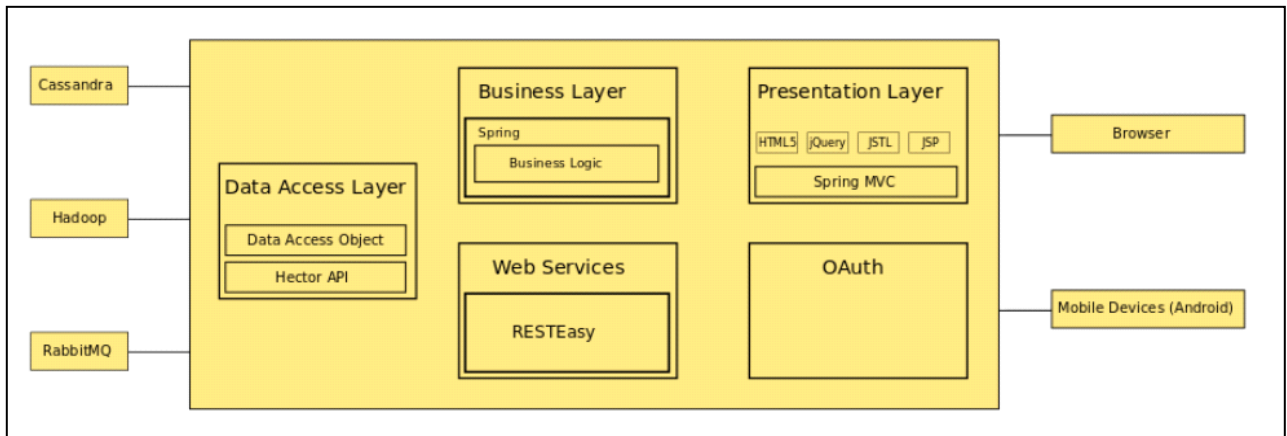 Cassandra
Hadoop
RabbitMQ
Data Access Layer
Data Access Object
Hector API
Business Layer
Spring
Business Logic
Web Services
RESTEasy
Presentation Layer
HTML5 jQuery JSTL JSP
Spring MVC
OAuth
Browser
Mobile Devices (Android)